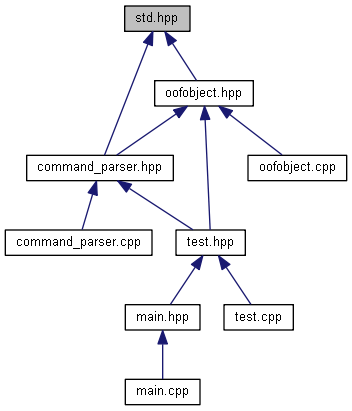 std.hpp
oofobject.hpp
command_parser.hpp
oofobject.cpp
command_parser.cpp
test.hpp
main.hpp
test.cpp
main.cpp